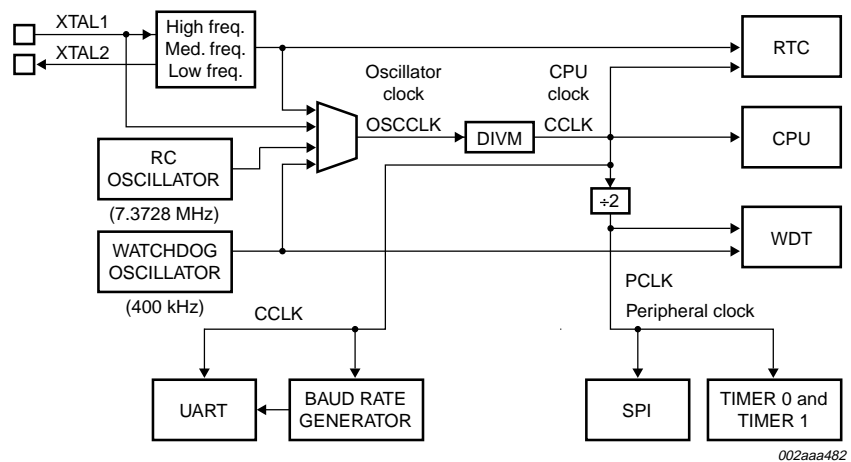 XTAL1
XTAL2
High freq.
Med. freq.
Low freq.
Oscillator
clock
OSCCLK
DIVM
CPU
clock
CCLK
RTC
CPU
RC
OSCILLATOR
(7.3728 MHz)
÷2
WDT
WATCHDOG
OSCILLATOR
(400 kHz)
PCLK
Peripheral clock
CCLK
UART
BAUD RATE
GENERATOR
SPI
TIMER 0 and
TIMER 1
002aaa482